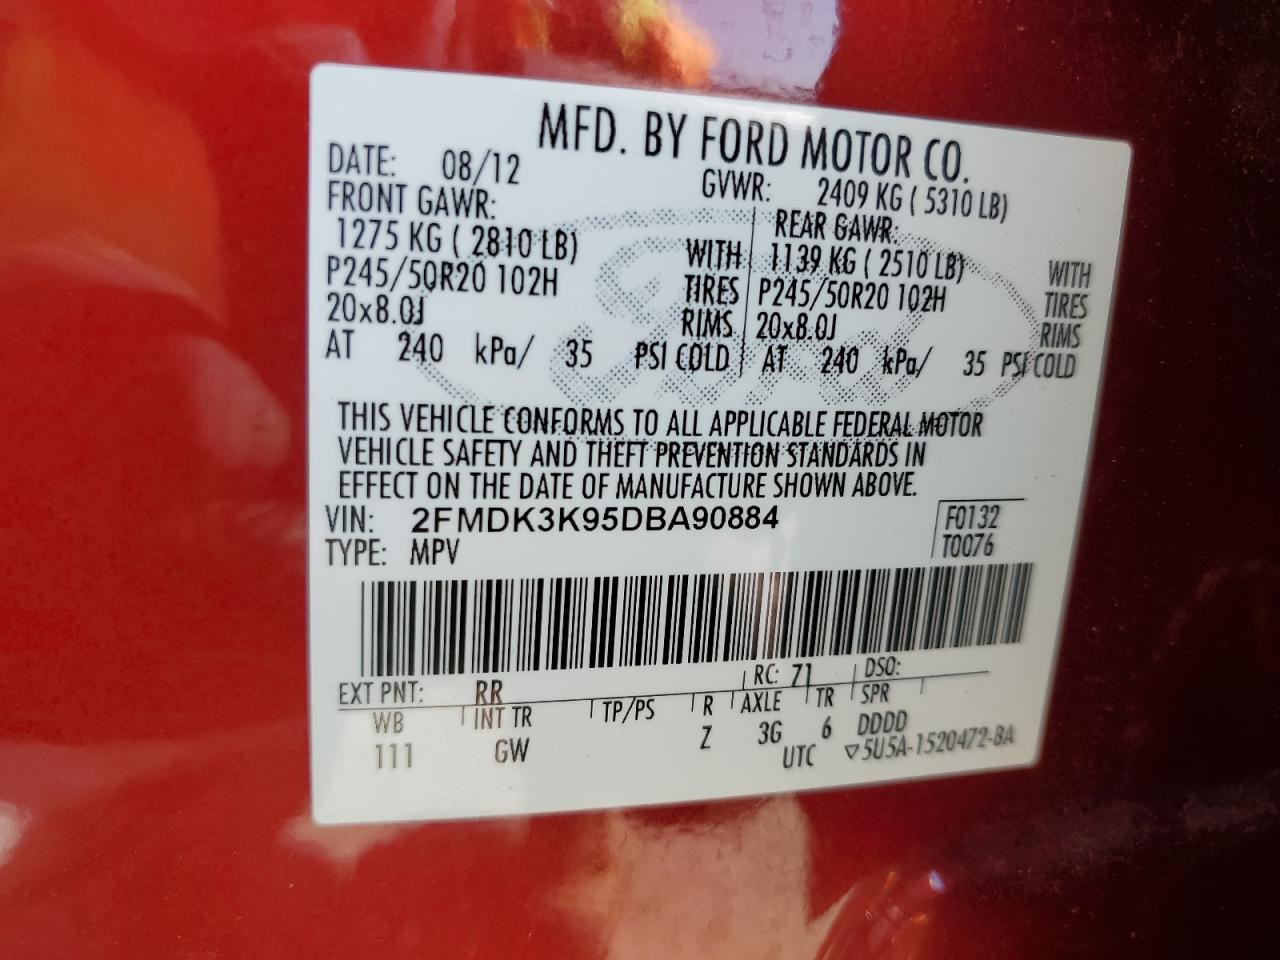 MFD. BY FORD MOTOR CO.
DATE: 08/12 GVWR: 2409 KG ( 5310 LB)
FRONT GAWR: REAR GAWR:
1275 KG ( 2810 LB) WITH 1139 KG ( 2510 LB) WITH
P245/50R20 102H TIRES P245/50R20 102H TIRES
20x8.0J RIMS 20x8.0J RIMS
AT 240 kPa/ 35 PSI COLD AT 240 kPa/ 35 PSI COLD
THIS VEHICLE CONFORMS TO ALL APPLICABLE FEDERAL MOTOR
VEHICLE SAFETY AND THEFT PREVENTION STANDARDS IN
EFFECT ON THE DATE OF MANUFACTURE SHOWN ABOVE.
VIN: 2FMDK3K95DBA90884 F0132
TYPE: MPV T0076
EXT PNT: RR RC: 71 DSO:
WB INT TR TP/PS R AXLE TR SPR
111 GW Z 3G 6 DDDD
UTC ▽5U5A-1520472-BA
Ford